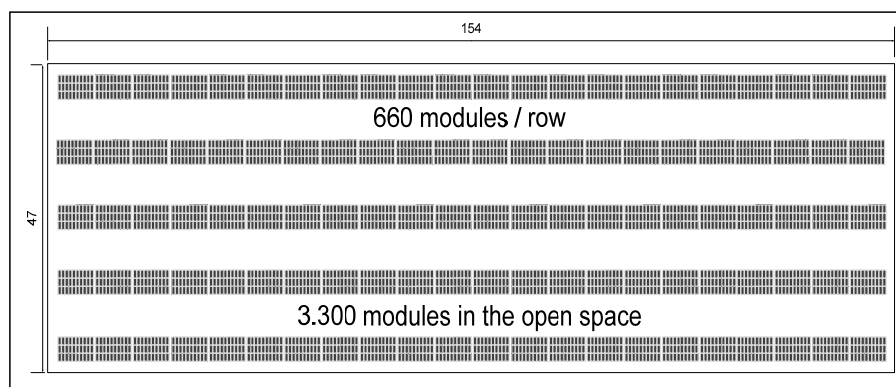 154
660 modules / row
47
3.300 modules in the open space